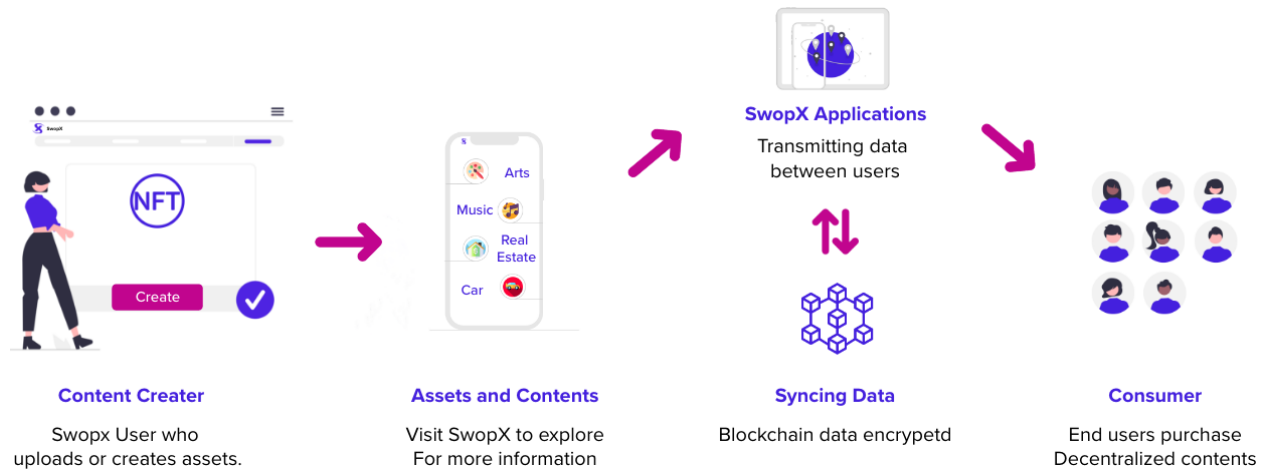 SwopX
NFT
Create
Content Creater
Swopx User who
uploads or creates assets.
Arts
Music
Real
Estate
Car
Assets and Contents
Visit SwopX to explore
For more information
SwopX Applications
Transmitting data
between users
Syncing Data
Blockchain data encrypetd
Consumer
End users purchase
Decentralized contents